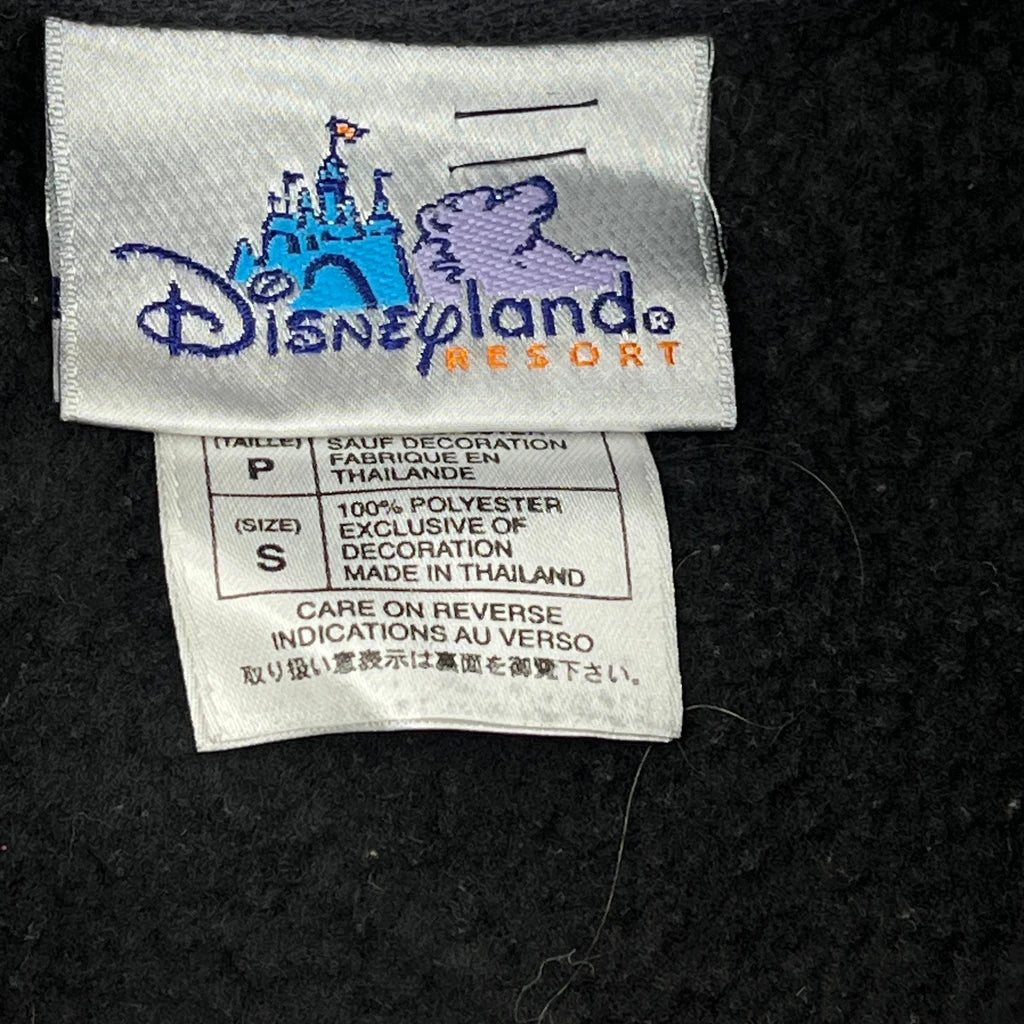 Disneyland®
RESORT
(TAILLE)
P
SAUF DECORATION
FABRIQUE EN
THAILANDE
(SIZE)
S
100% POLYESTER
EXCLUSIVE OF
DECORATION
MADE IN THAILAND
CARE ON REVERSE
INDICATIONS AU VERSO
取り扱い意表示は裏面を御覧下さい。